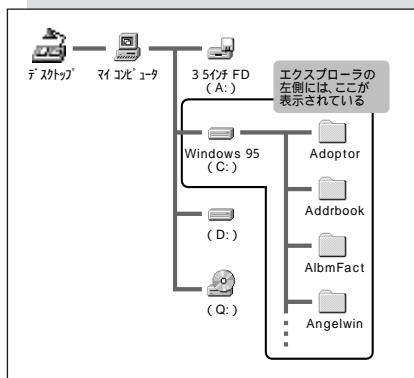 デスクトップ
マイ コンピュータ
3 5インチ FD
( A: )
エクスプローラの
左側には、ここが
表示されている
Windows 95
( C: )
Adoptor
Addrbook
( D: )
AlbmFact
( Q: )
Angelwin